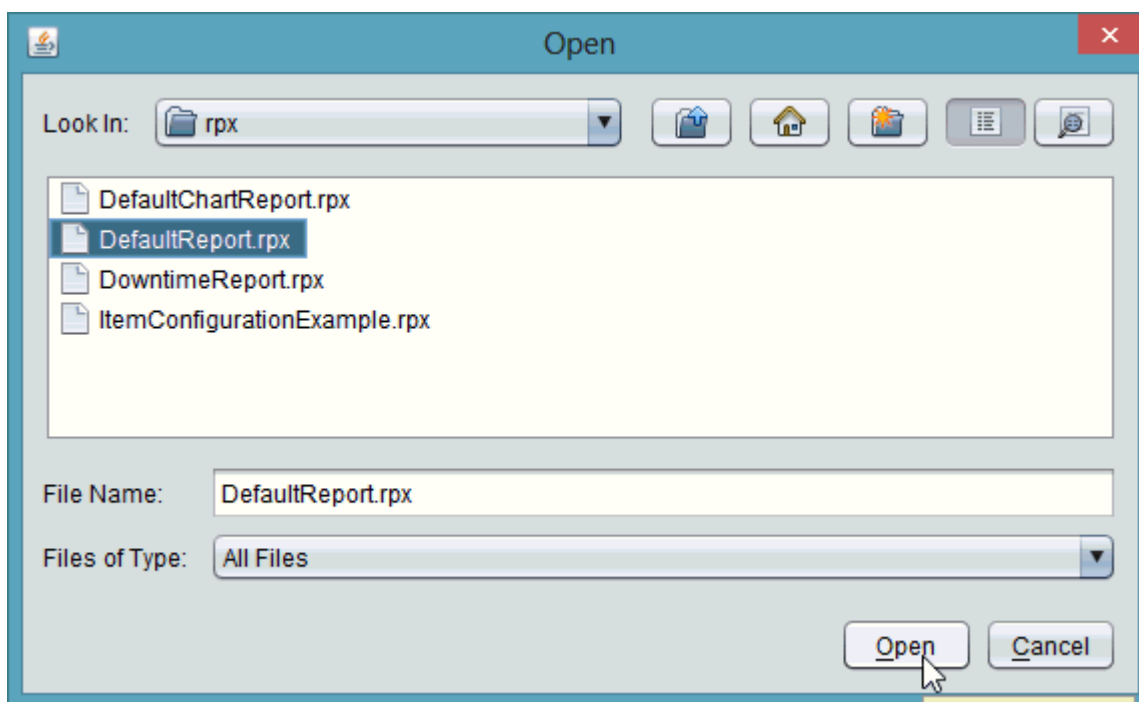 Open
Look In: rpx
DefaultChartReport.rpx
DefaultReport.rpx
DowntimeReport.rpx
ItemConfigurationExample.rpx
File Name: DefaultReport.rpx
Files of Type: All Files
Open Cancel